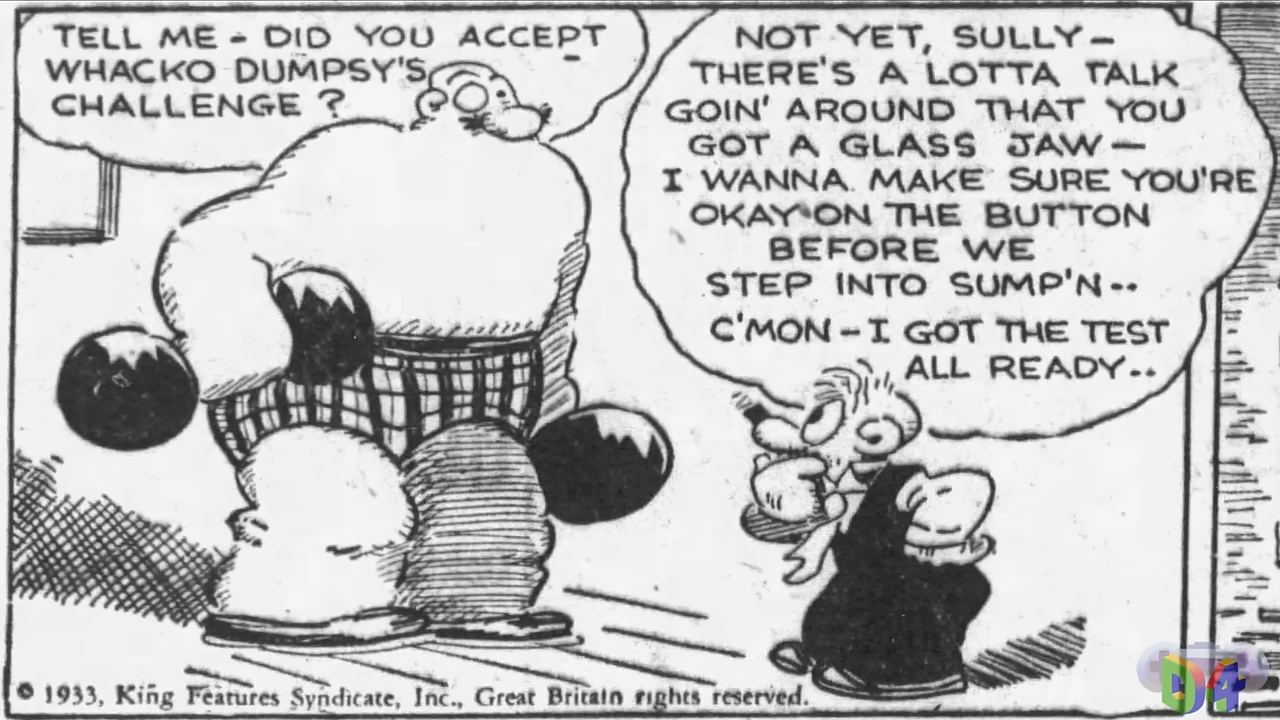 TELL ME - DID YOU ACCEPT
WHACKO DUMPSY'S
CHALLENGE ?
NOT YET, SULLY —
THERE'S A LOTTA TALK
GOIN' AROUND THAT YOU
GOT A GLASS JAW —
I WANNA MAKE SURE YOU'RE
OKAY ON THE BUTTON
BEFORE WE
STEP INTO SUMP'N..
C'MON - I GOT THE TEST
ALL READY..
© 1933, King Features Syndicate, Inc., Great Britain rights reserved.
D4